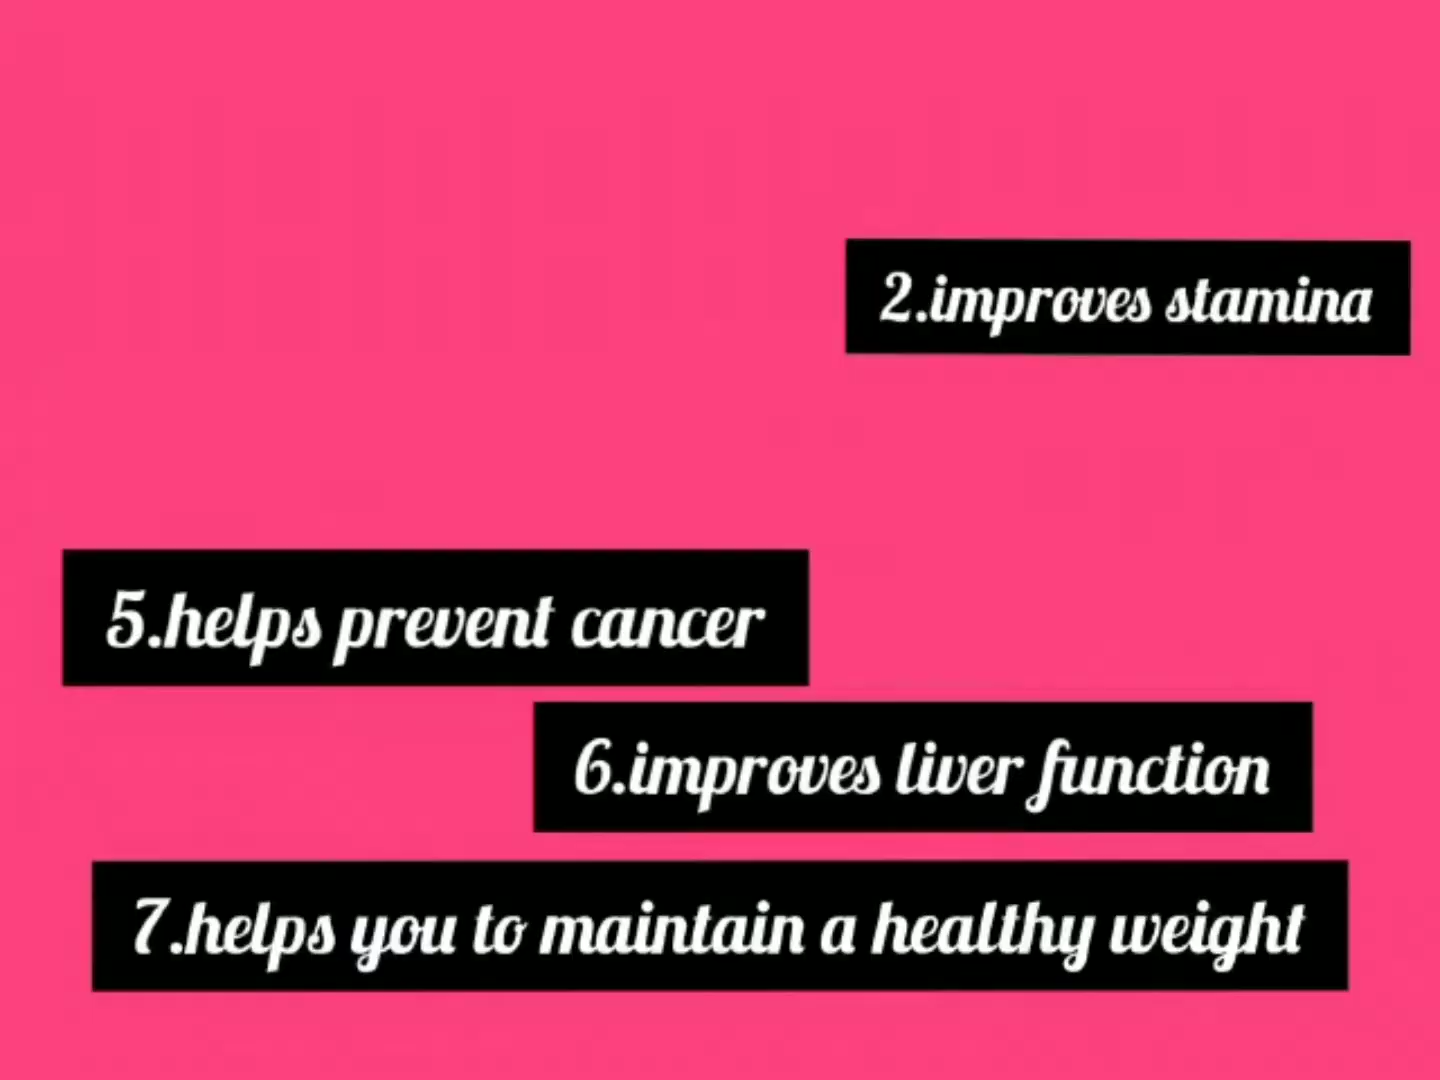 2.improves stamina
5.helps prevent cancer
6.improves liver function
7.helps you to maintain a healthy weight